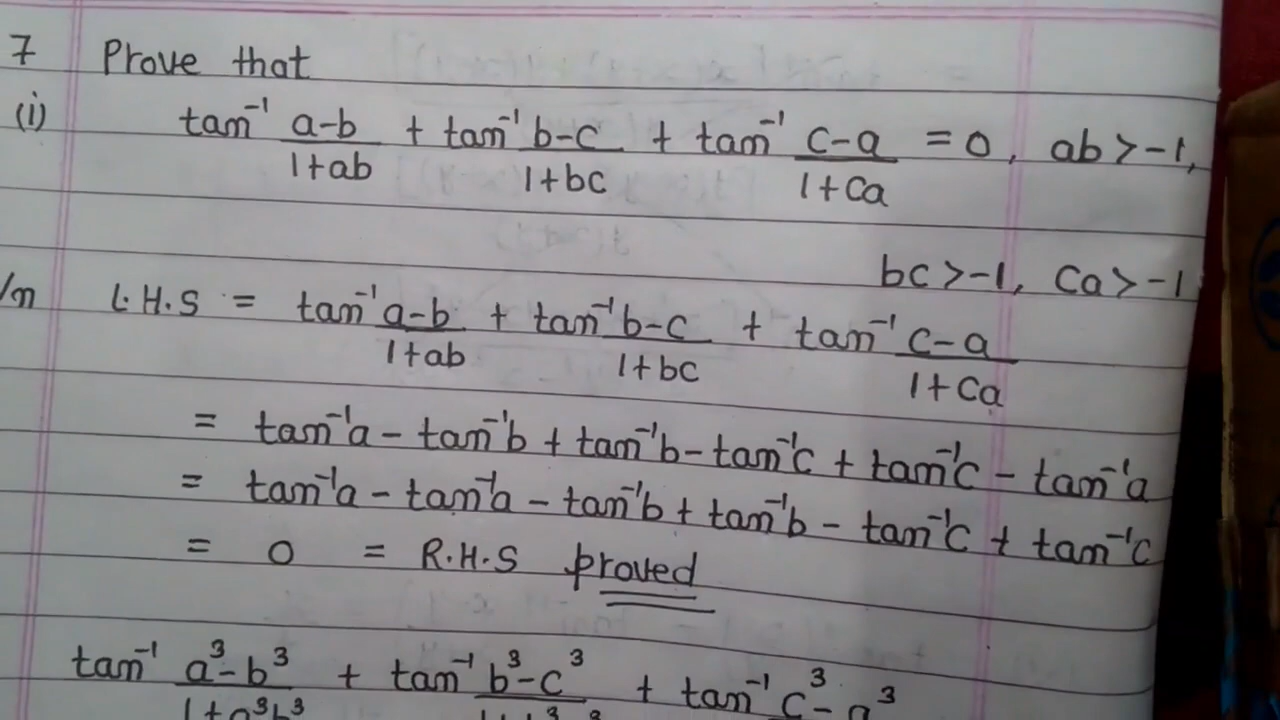 7 Prove that
(i) tan⁻¹ a-b/1+ab + tan⁻¹ b-c/1+bc + tan⁻¹ c-a/1+ca = 0, ab > -1,
bc > -1, ca > -1
/n L.H.S = tan⁻¹ a-b/1+ab + tan⁻¹ b-c/1+bc + tan⁻¹ c-a/1+ca
= tan⁻¹a - tan⁻¹b + tan⁻¹b - tan⁻¹c + tan⁻¹c - tan⁻¹a
= tan⁻¹a - tan⁻¹a - tan⁻¹b + tan⁻¹b - tan⁻¹c + tan⁻¹c
= 0 = R.H.S proved
tan⁻¹ a³-b³/1+a³b³ + tan⁻¹ b³-c³ + tan⁻¹ c³-a³